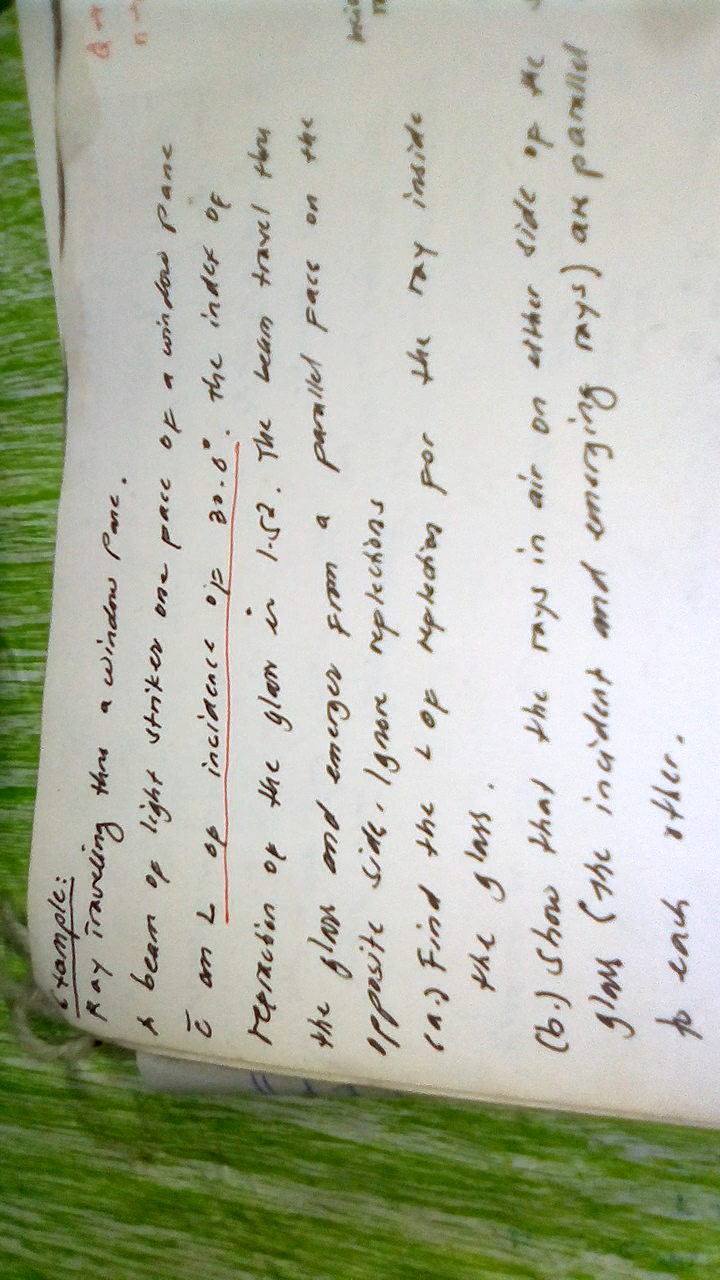 Example:
Ray Traveling thru a window Pane.
A beam of light strikes one face of a window Pane
c̄ an ∠ of incidence of 30.0°. The index of
refraction of the glass is 1.52. The beam travel thru
the glass and emerges from a parallel face on the
opposite side. Ignore reflections
(a.) Find the ∠ of reflection for the ray inside
the glass.
(b.) Show that the rays in air on either side of the
glass (the incident and emerging rays) are parallel
to each other.